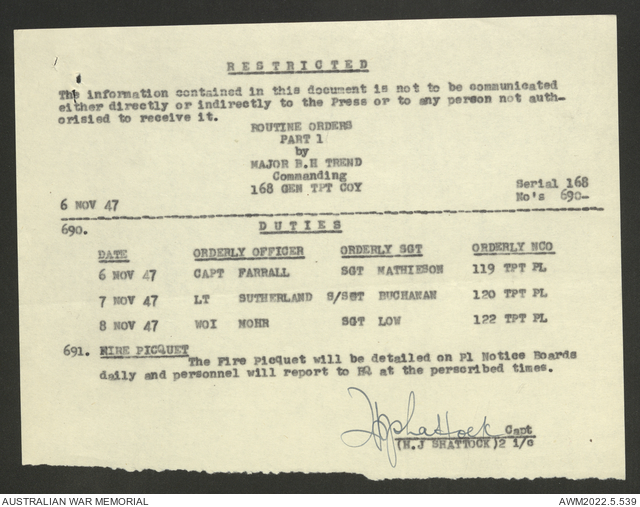 RESTRICTED
The information contained in this document is not to be communicated
either directly or indirectly to the Press or to any person not auth-
orisied to receive it.
ROUTINE ORDERS
PART 1
by
MAJOR B.H TREND
Commanding
168 GEN TPT COY
Serial 168
6 NOV 47 No's 690-
690. DUTIES
DATE ORDERLY OFFICER ORDERLY SGT ORDERLY NCO
6 NOV 47 CAPT FARRALL SGT MATHIESON 119 TPT PL
7 NOV 47 LT SUTHERLAND S/SGT BUCHANAN 120 TPT PL
8 NOV 47 WOI MOHR SGT LOW 122 TPT PL
691. FIRE PICQUET
The Fire Picquet will be detailed on Pl Notice Boards
daily and personnel will report to HQ at the perscribed times.
HJShattock Capt
(H.J SHATTOCK) 2 i/c
AUSTRALIAN WAR MEMORIAL AWM2022.5.539